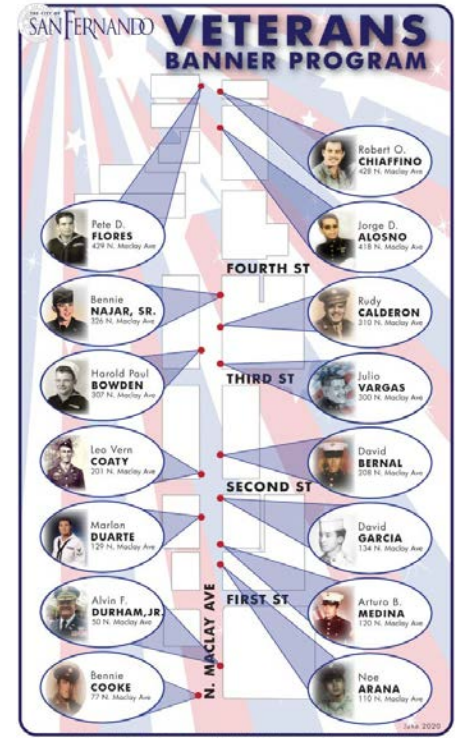 THE CITY OF
SAN FERNANDO
VETERANS
BANNER PROGRAM
Robert O.
CHIAFFINO
428 N. Maclay Ave
Pete D.
FLORES
429 N. Maclay Ave
Jorge D.
ALOSNO
418 N. Maclay Ave
FOURTH ST
Bennie
NAJAR, SR.
326 N. Maclay Ave
Rudy
CALDERON
310 N. Maclay Ave
Harold Paul
BOWDEN
307 N. Maclay Ave
THIRD ST
Julio
VARGAS
300 N. Maclay Ave
Leo Vern
COATY
201 N. Maclay Ave
David
BERNAL
208 N. Maclay Ave
SECOND ST
Marlon
DUARTE
129 N. Maclay Ave
David
GARCIA
134 N. Maclay Ave
Alvin F.
DURHAM, JR.
50 N. Maclay Ave
N. MACLAY AVE
FIRST ST
Arturo B.
MEDINA
120 N. Maclay Ave
Bennie
COOKE
77 N. Maclay Ave
Noe
ARANA
110 N. Maclay Ave
June 2020